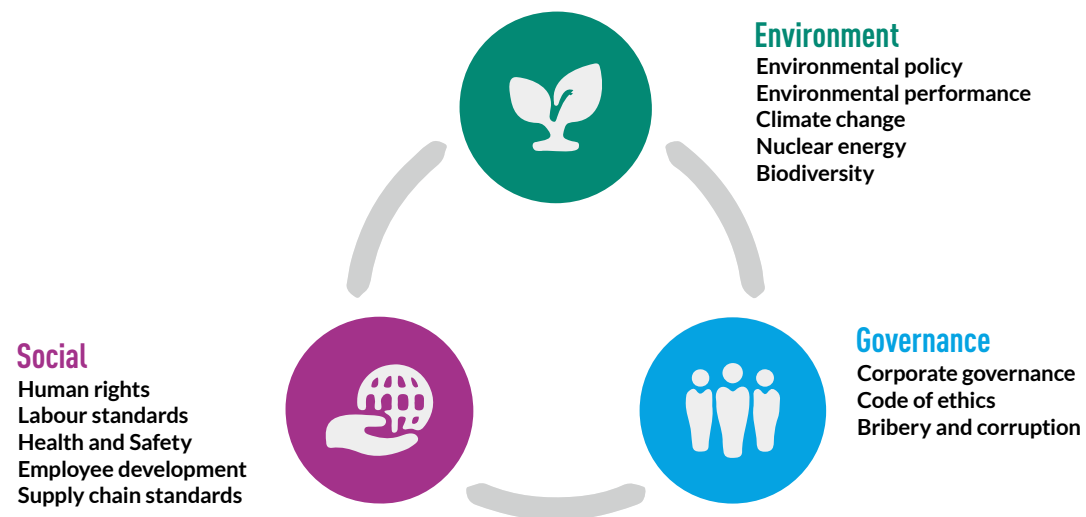 Environment
Environmental policy
Environmental performance
Climate change
Nuclear energy
Biodiversity
Social
Human rights
Labour standards
Health and Safety
Employee development
Supply chain standards
Governance
Corporate governance
Code of ethics
Bribery and corruption